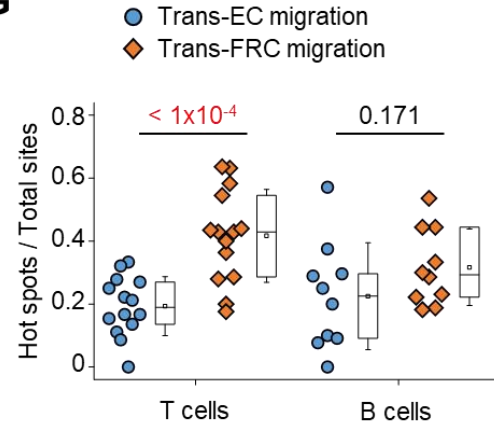 G
Trans-EC migration
Trans-FRC migration
Hot spots / Total sites
0.8
0.6
0.4
0.2
0
< 1x10⁻⁴
0.171
T cells
B cells